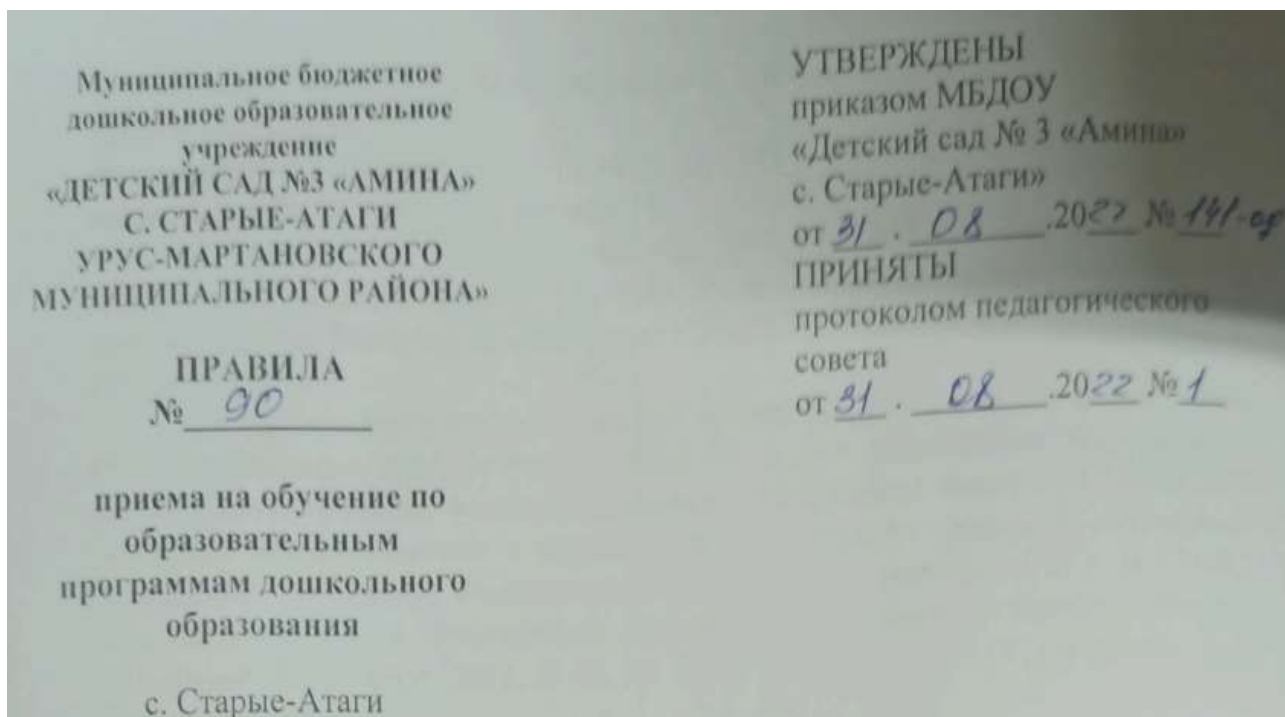 Муниципальное бюджетное
дошкольное образовательное
учреждение
«ДЕТСКИЙ САД №3 «АМИНА»
С. СТАРЫЕ-АТАГИ
УРУС-МАРТАНОВСКОГО
МУНИЦИПАЛЬНОГО РАЙОНА»
ПРАВИЛА
№ 90
приема на обучение по
образовательным
программам дошкольного
образования
с. Старые-Атаги
УТВЕРЖДЕНЫ
приказом МБДОУ
«Детский сад № 3 «Амина»
с. Старые-Атаги»
от 31 . 08 .2022 № 141-од
ПРИНЯТЫ
протоколом педагогического
совета
от 31 . 08 .2022 № 1